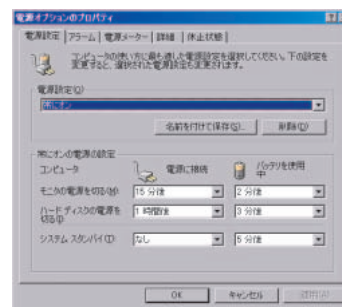 電源オプションのプロパティ
電源設定 アラーム 電源メーター 詳細 休止状態
コンピュータの使い方に最も適した電源設定を選択してください。下の設定を
変更すると、選択された電源設定も変更されます。
電源設定(C)
常にオン
名前を付けて保存(S)... 削除(D)
常にオンの電源の設定
コンピュータ 電源に接続 バッテリを使用
中
モニタの電源を切る(M) 15 分後 2 分後
ハード ディスクの電源を 1 時間後 3 分後
切る(I)
システム スタンバイ(T) なし 5 分後
OK キャンセル 適用(A)